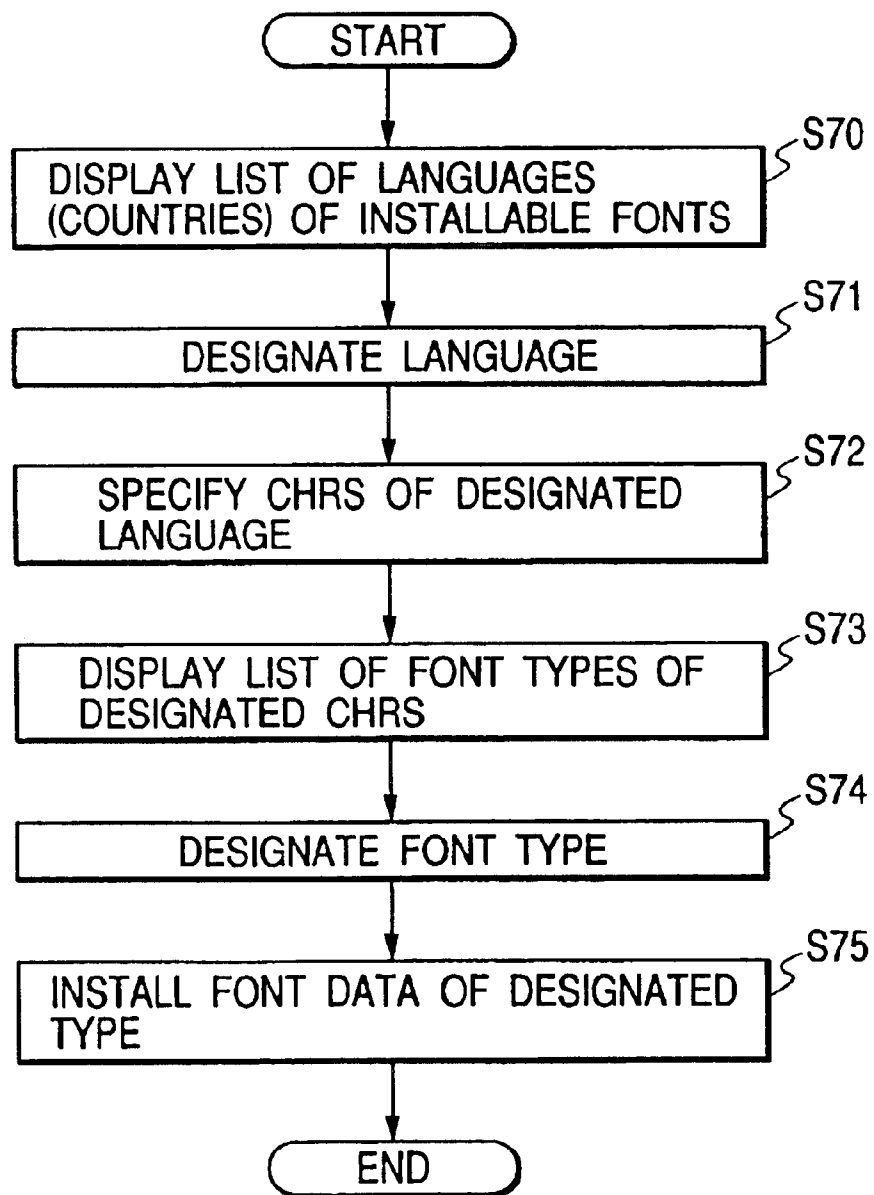 START
S70
DISPLAY LIST OF LANGUAGES
(COUNTRIES) OF INSTALLABLE FONTS
S71
DESIGNATE LANGUAGE
S72
SPECIFY CHRS OF DESIGNATED
LANGUAGE
S73
DISPLAY LIST OF FONT TYPES OF
DESIGNATED CHRS
S74
DESIGNATE FONT TYPE
S75
INSTALL FONT DATA OF DESIGNATED
TYPE
END